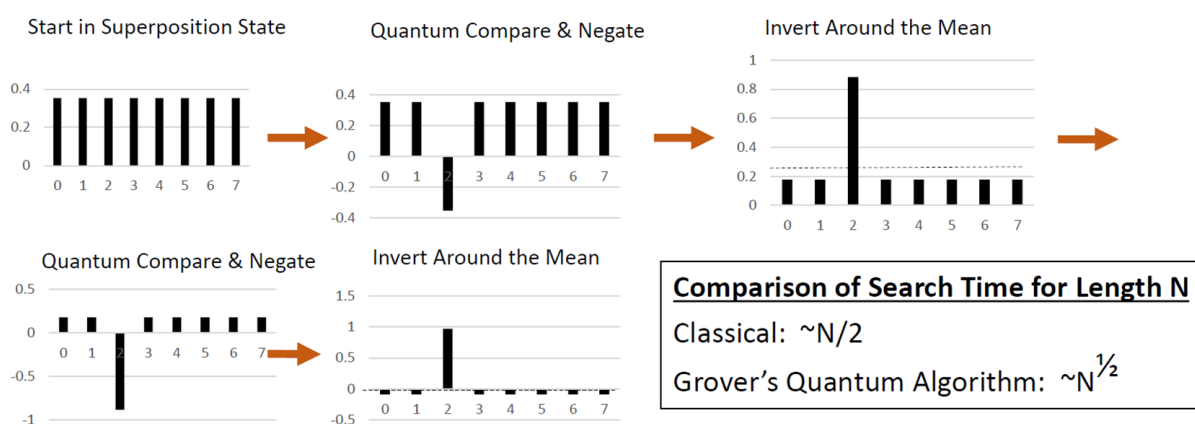 Start in Superposition State
Quantum Compare & Negate
Invert Around the Mean
0.4
0.2
0
0 1 2 3 4 5 6 7
0.4
0.2
0
0 1 2 3 4 5 6 7
-0.2
-0.4
1
0.8
0.6
0.4
0.2
0
0 1 2 3 4 5 6 7
Quantum Compare & Negate
Invert Around the Mean
0.5
0
0 1 2 3 4 5 6 7
-0.5
-1
1.5
1
0.5
0
0 1 2 3 4 5 6 7
-0.5
Comparison of Search Time for Length N
Classical: ~N/2
Grover's Quantum Algorithm: ~N^½